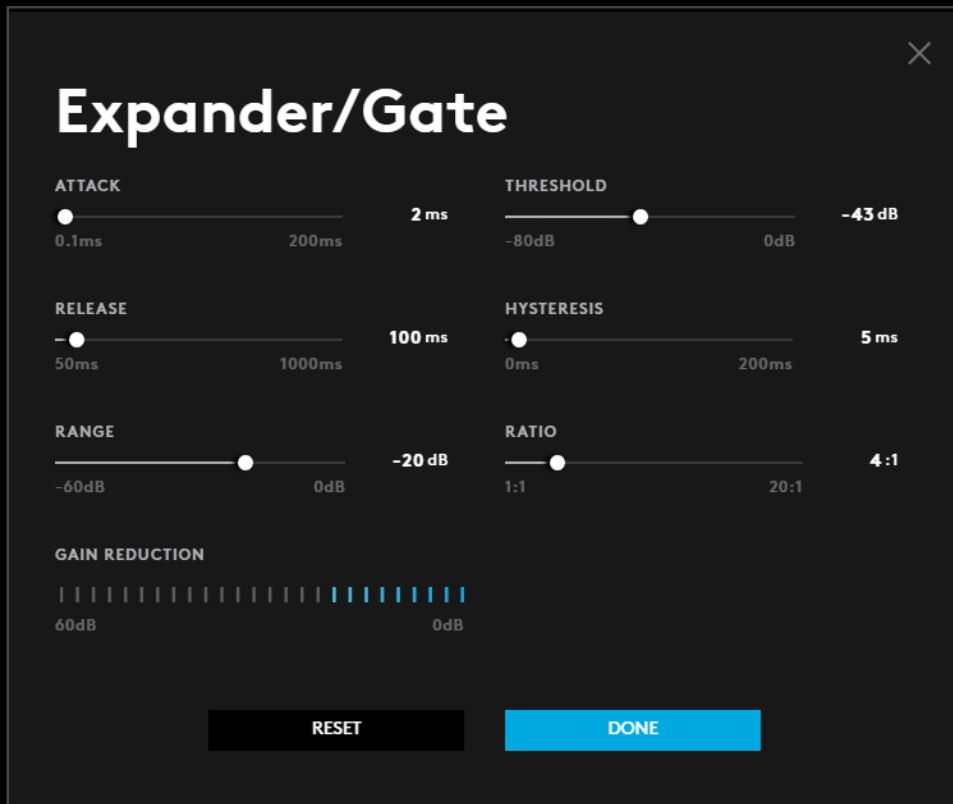 Expander/Gate
ATTACK
2 ms
0.1ms 200ms
THRESHOLD
-43 dB
-80dB 0dB
RELEASE
100 ms
50ms 1000ms
HYSTERESIS
5 ms
0ms 200ms
RANGE
-20 dB
-60dB 0dB
RATIO
4 :1
1:1 20:1
GAIN REDUCTION
60dB 0dB
RESET
DONE